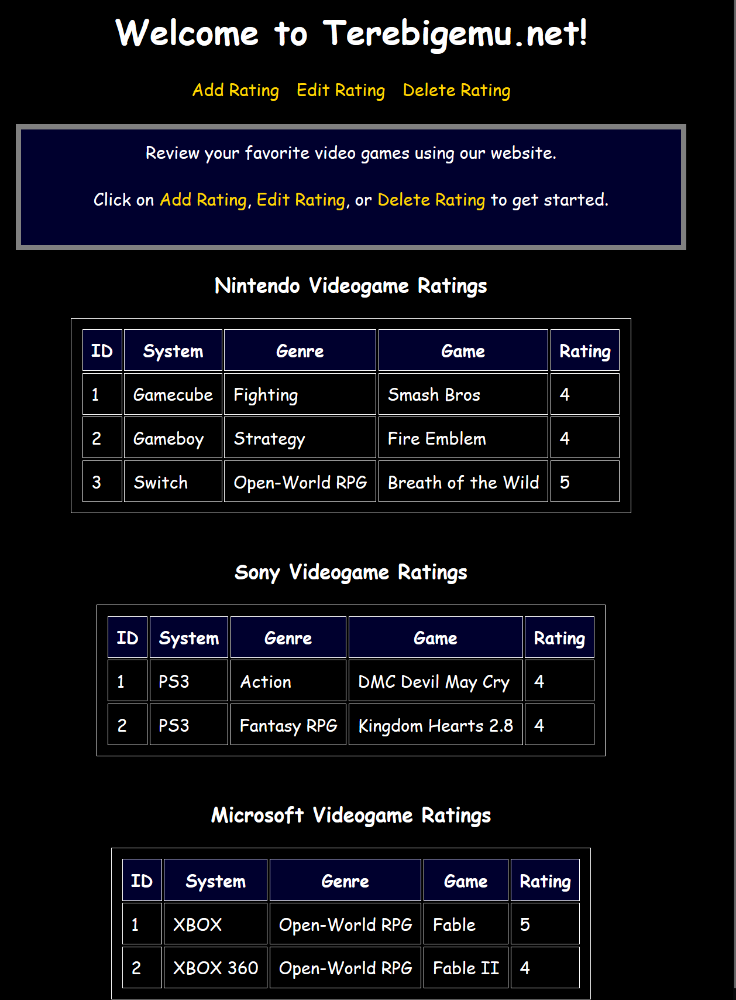 Welcome to Terebigemu.net!
Add Rating Edit Rating Delete Rating
Review your favorite video games using our website.
Click on Add Rating, Edit Rating, or Delete Rating to get started.
Nintendo Videogame Ratings
ID System Genre Game Rating
1 Gamecube Fighting Smash Bros 4
2 Gameboy Strategy Fire Emblem 4
3 Switch Open-World RPG Breath of the Wild 5
Sony Videogame Ratings
ID System Genre Game Rating
1 PS3 Action DMC Devil May Cry 4
2 PS3 Fantasy RPG Kingdom Hearts 2.8 4
Microsoft Videogame Ratings
ID System Genre Game Rating
1 XBOX Open-World RPG Fable 5
2 XBOX 360 Open-World RPG Fable II 4